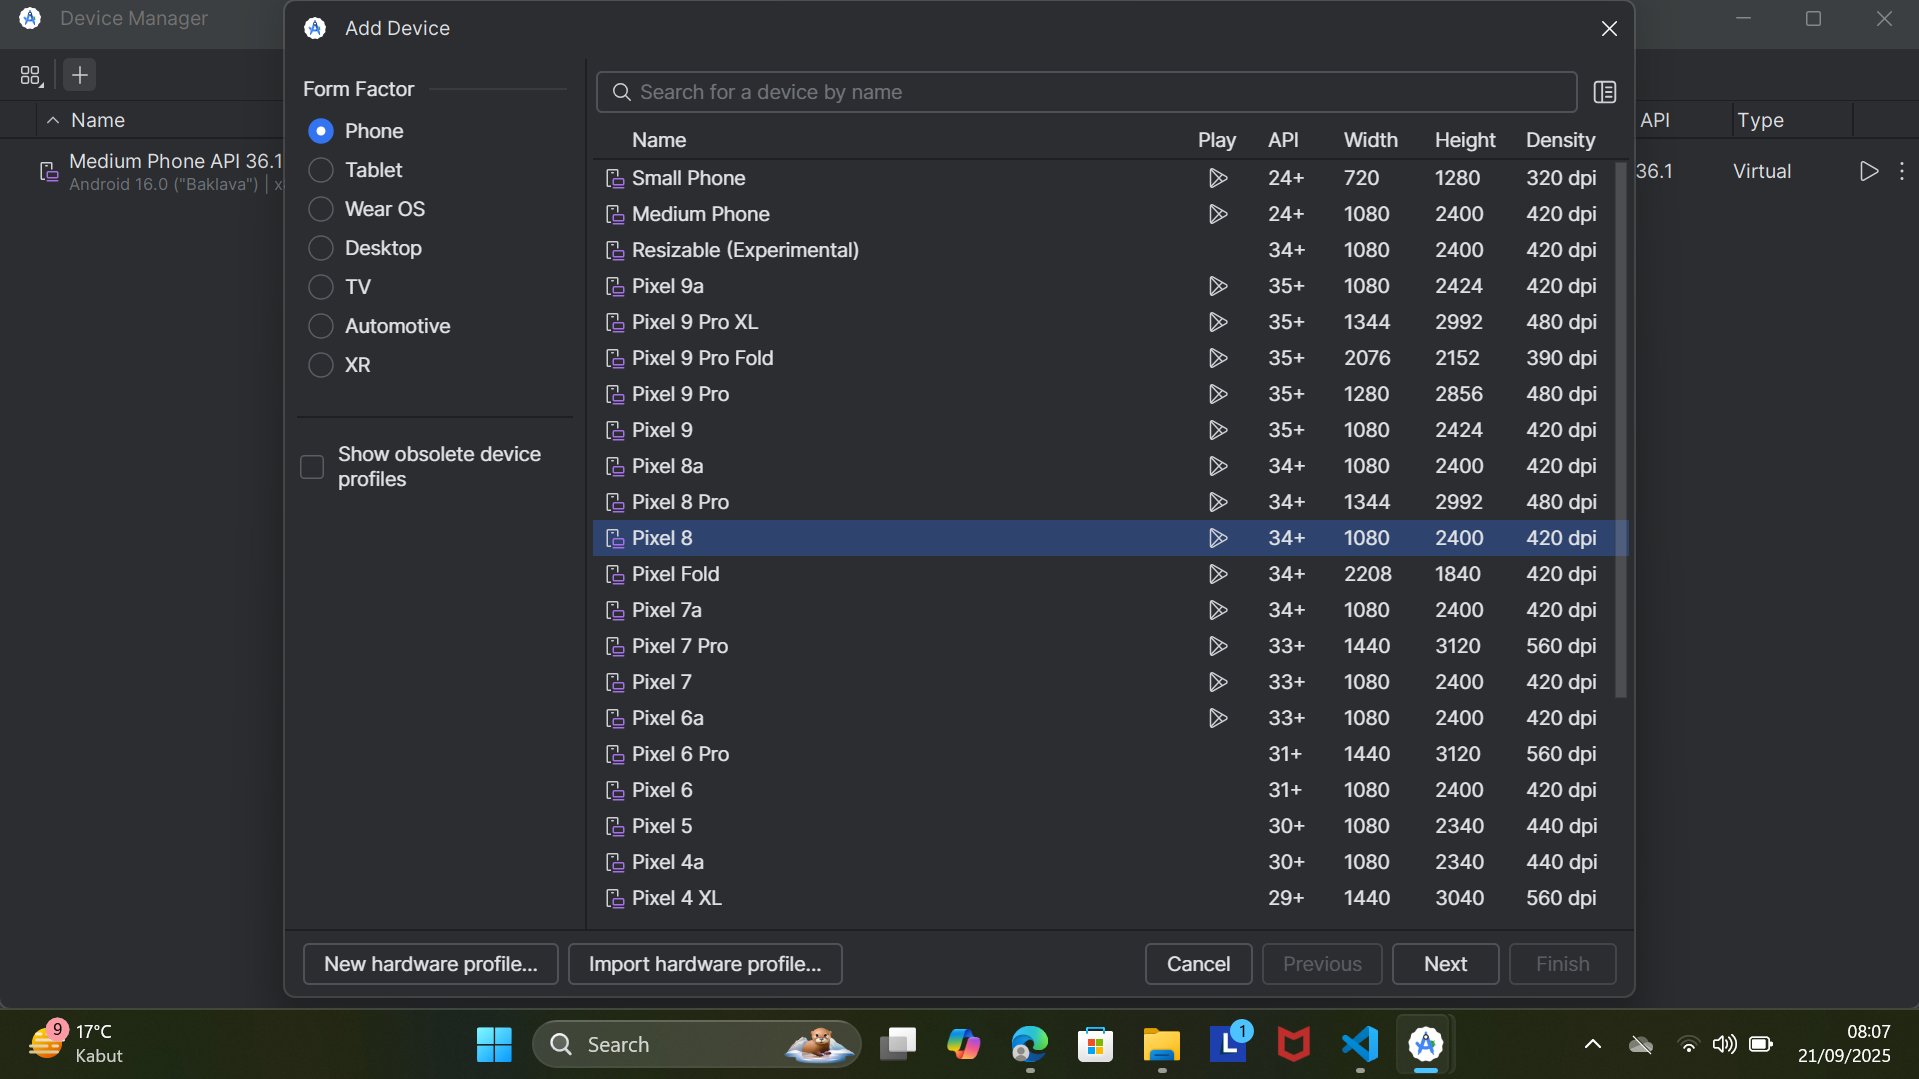 Device Manager
Add Device
Form Factor
Phone
Tablet
Wear OS
Desktop
TV
Automotive
XR
Show obsolete device
profiles
Search for a device by name
Name Play API Width Height Density
Small Phone 24+ 720 1280 320 dpi
Medium Phone 24+ 1080 2400 420 dpi
Resizable (Experimental) 34+ 1080 2400 420 dpi
Pixel 9a 35+ 1080 2424 420 dpi
Pixel 9 Pro XL 35+ 1344 2992 480 dpi
Pixel 9 Pro Fold 35+ 2076 2152 390 dpi
Pixel 9 Pro 35+ 1280 2856 480 dpi
Pixel 9 35+ 1080 2424 420 dpi
Pixel 8a 34+ 1080 2400 420 dpi
Pixel 8 Pro 34+ 1344 2992 480 dpi
Pixel 8 34+ 1080 2400 420 dpi
Pixel Fold 34+ 2208 1840 420 dpi
Pixel 7a 34+ 1080 2400 420 dpi
Pixel 7 Pro 33+ 1440 3120 560 dpi
Pixel 7 33+ 1080 2400 420 dpi
Pixel 6a 33+ 1080 2400 420 dpi
Pixel 6 Pro 31+ 1440 3120 560 dpi
Pixel 6 31+ 1080 2400 420 dpi
Pixel 5 30+ 1080 2340 440 dpi
Pixel 4a 30+ 1080 2340 440 dpi
Pixel 4 XL 29+ 1440 3040 560 dpi
New hardware profile... Import hardware profile... Cancel Previous Next Finish
Name API Type
Medium Phone API 36.1 36.1 Virtual
Android 16.0 ("Baklava") | x
9 17°C
Kabut
Search
L 1
08:07
21/09/2025